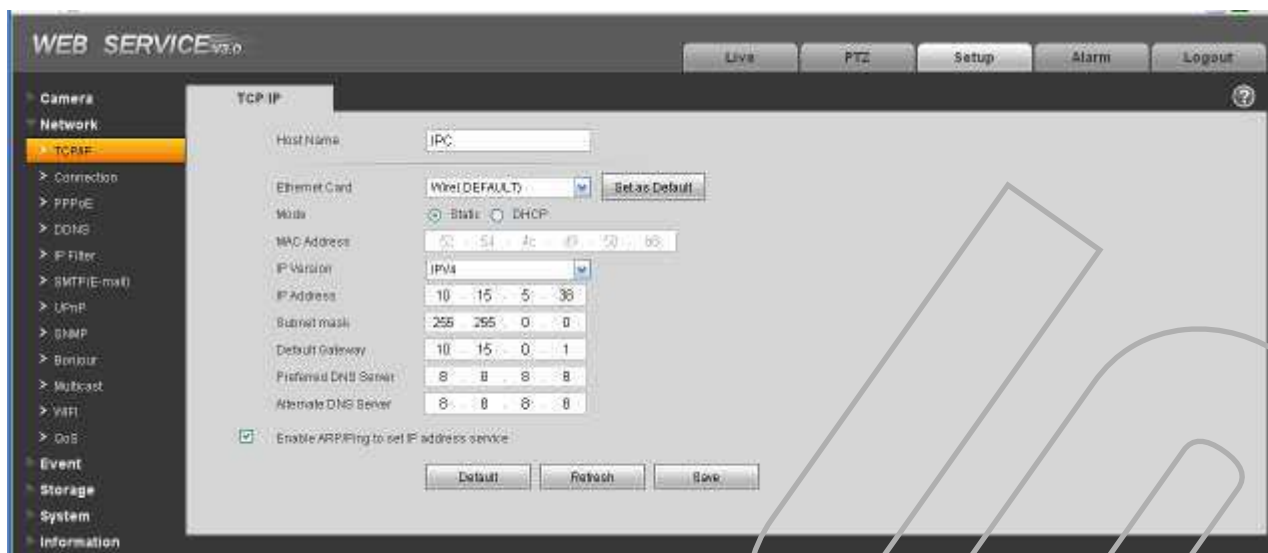 WEB SERVICE V3.0
Live PTZ Setup Alarm Logout
Camera
Network
TCP/IP
> Connection
> PPPoE
> DDNS
> IP Filter
> SMTP(E-mail)
> UPnP
> SNMP
> Bonjour
> Multicast
> WIFI
> QoS
Event
Storage
System
Information
TCP/IP
Host Name IPC
Ethernet Card Wire(DEFAULT) Set as Default
Mode Static DHCP
MAC Address
IP Version IPV4
IP Address 10 . 15 . 5 . 38
Subnet mask 255 . 255 . 0 . 0
Default Gateway 10 . 15 . 0 . 1
Preferred DNS Server 8 . 8 . 8 . 8
Alternate DNS Server 8 . 8 . 8 . 8
Enable ARP/Ping to set IP address service
Default Refresh Save